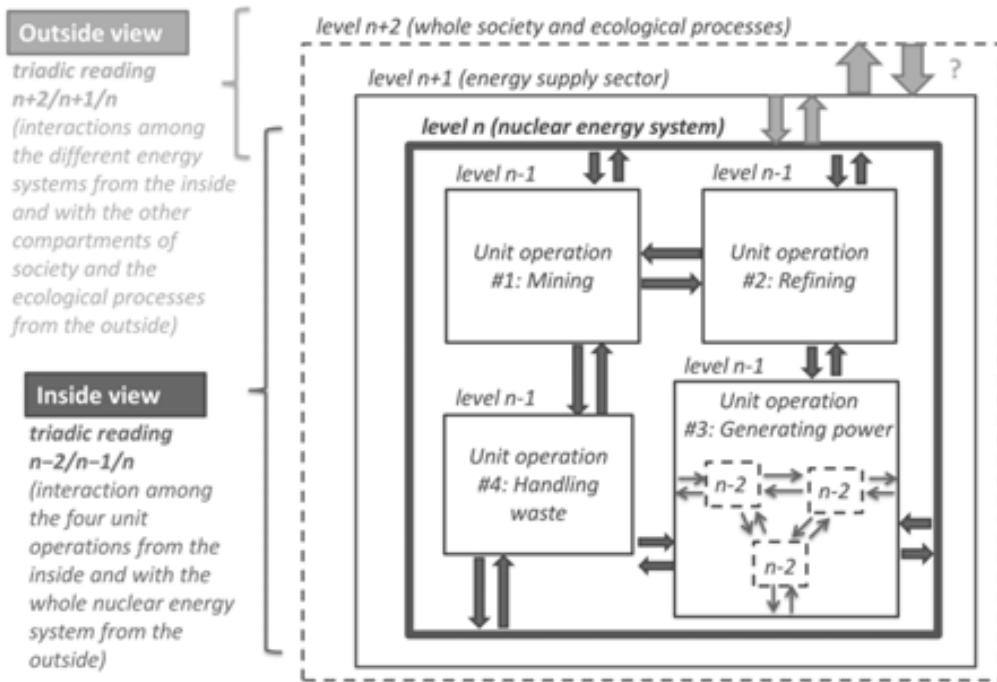 Outside view
triadic reading
n+2/n+1/n
(interactions among
the different energy
systems from the inside
and with the other
compartments of
society and the
ecological processes
from the outside)
Inside view
triadic reading
n−2/n−1/n
(interaction among
the four unit
operations from the
inside and with the
whole nuclear energy
system from the
outside)
level n+2 (whole society and ecological processes)
?
level n+1 (energy supply sector)
level n (nuclear energy system)
level n-1
Unit operation
#1: Mining
level n-1
Unit operation
#2: Refining
level n-1
Unit operation
#4: Handling
waste
level n-1
Unit operation
#3: Generating power
n-2
n-2
n-2